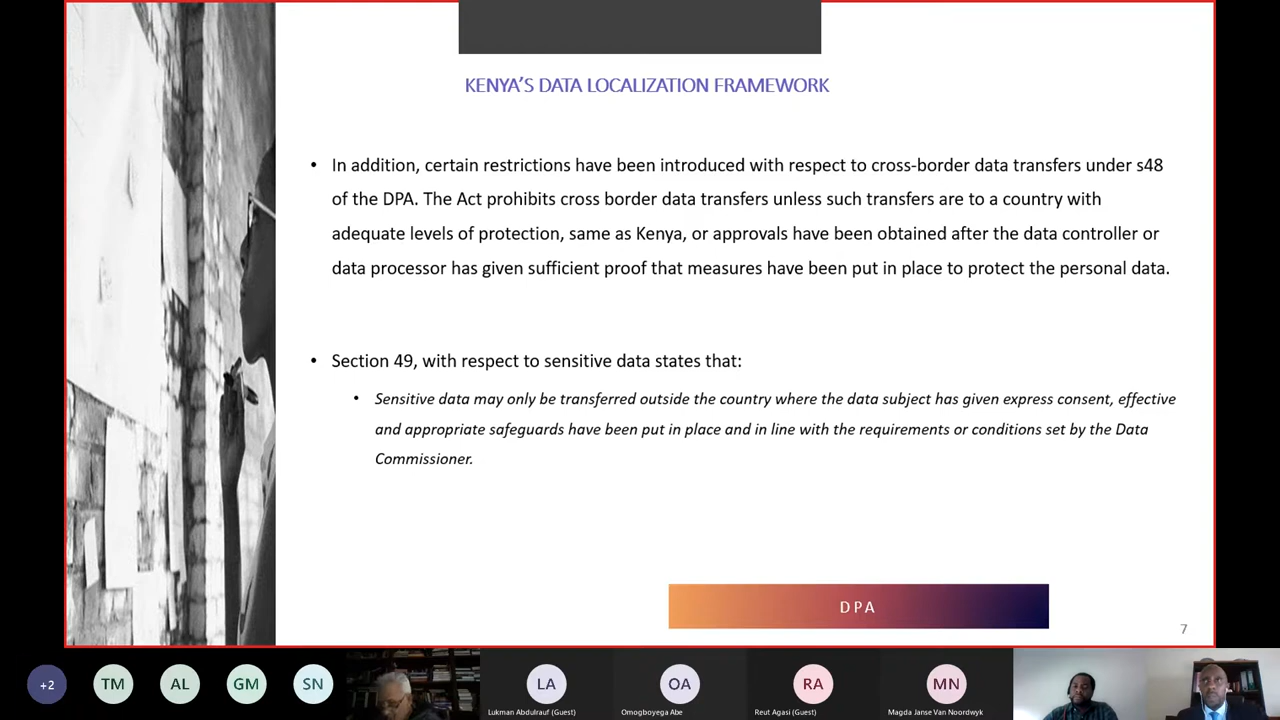 KENYA'S DATA LOCALIZATION FRAMEWORK
• In addition, certain restrictions have been introduced with respect to cross-border data transfers under s48
of the DPA. The Act prohibits cross border data transfers unless such transfers are to a country with
adequate levels of protection, same as Kenya, or approvals have been obtained after the data controller or
data processor has given sufficient proof that measures have been put in place to protect the personal data.
• Section 49, with respect to sensitive data states that:
• Sensitive data may only be transferred outside the country where the data subject has given express consent, effective
and appropriate safeguards have been put in place and in line with the requirements or conditions set by the Data
Commissioner.
DPA
7
+2
TM
AL
GM
SN
LA
OA
RA
MN
Lukman Abdulrauf (Guest)
Omogboyega Abe
Reut Agasi (Guest)
Magda Janse Van Noordwyk